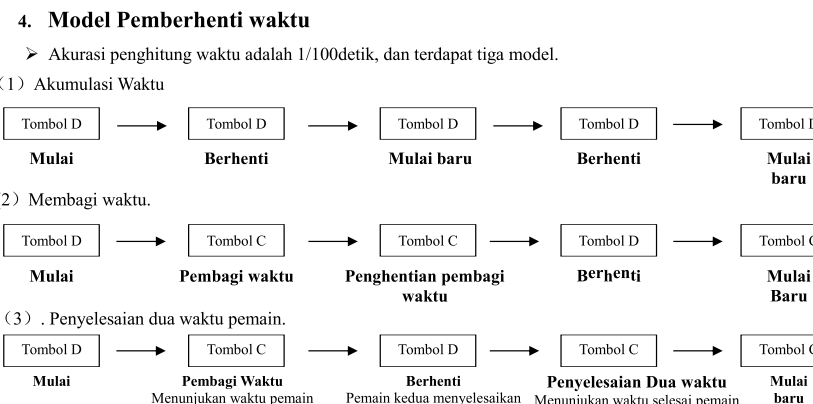 4. Model Pemberhenti waktu
➢ Akurasi penghitung waktu adalah 1/100detik, dan terdapat tiga model.
(1）Akumulasi Waktu
Tombol D Tombol D Tombol D Tombol D Tombol
Mulai Berhenti Mulai baru Berhenti Mulai
baru
2）Membagi waktu.
Tombol D Tombol C Tombol C Tombol D Tombol
Mulai Pembagi waktu Penghentian pembagi Berhenti Mulai
waktu Baru
（3）. Penyelesaian dua waktu pemain.
Tombol D Tombol C Tombol D Tombol C Tombol
Mulai Pembagi Waktu Berhenti Penyelesaian Dua waktu Mulai
Menunjukan waktu pemain Pemain kedua menyelesaikan Menunjukan waktu selesai pemain baru